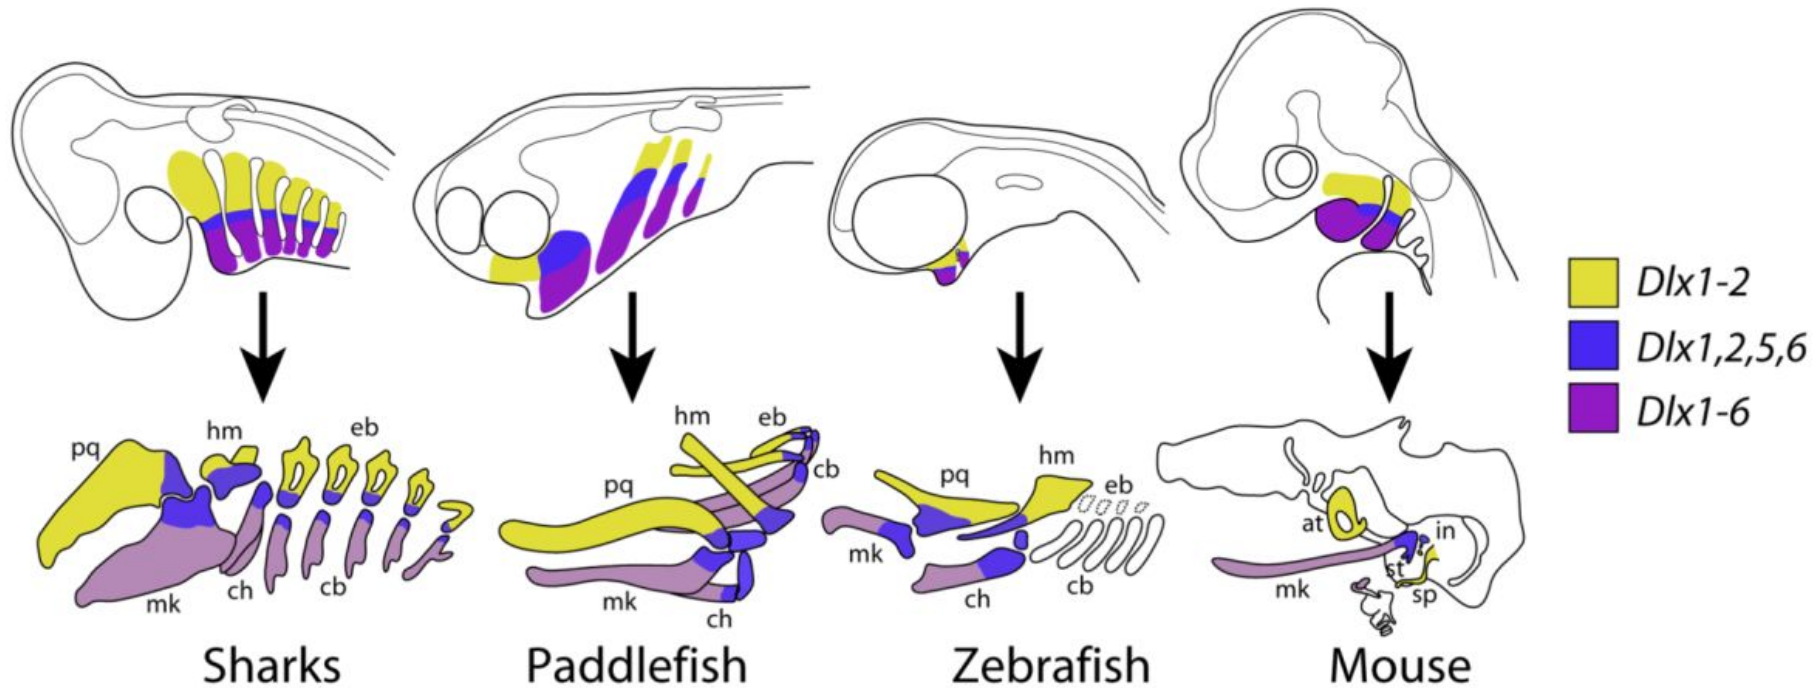 Dlx1-2
Dlx1,2,5,6
Dlx1-6
pq
hm
eb
mk
ch
cb
hm
eb
pq
cb
mk
ch
pq
hm
eb
mk
ch
cb
at
in
st
mk
sp
Sharks
Paddlefish
Zebrafish
Mouse